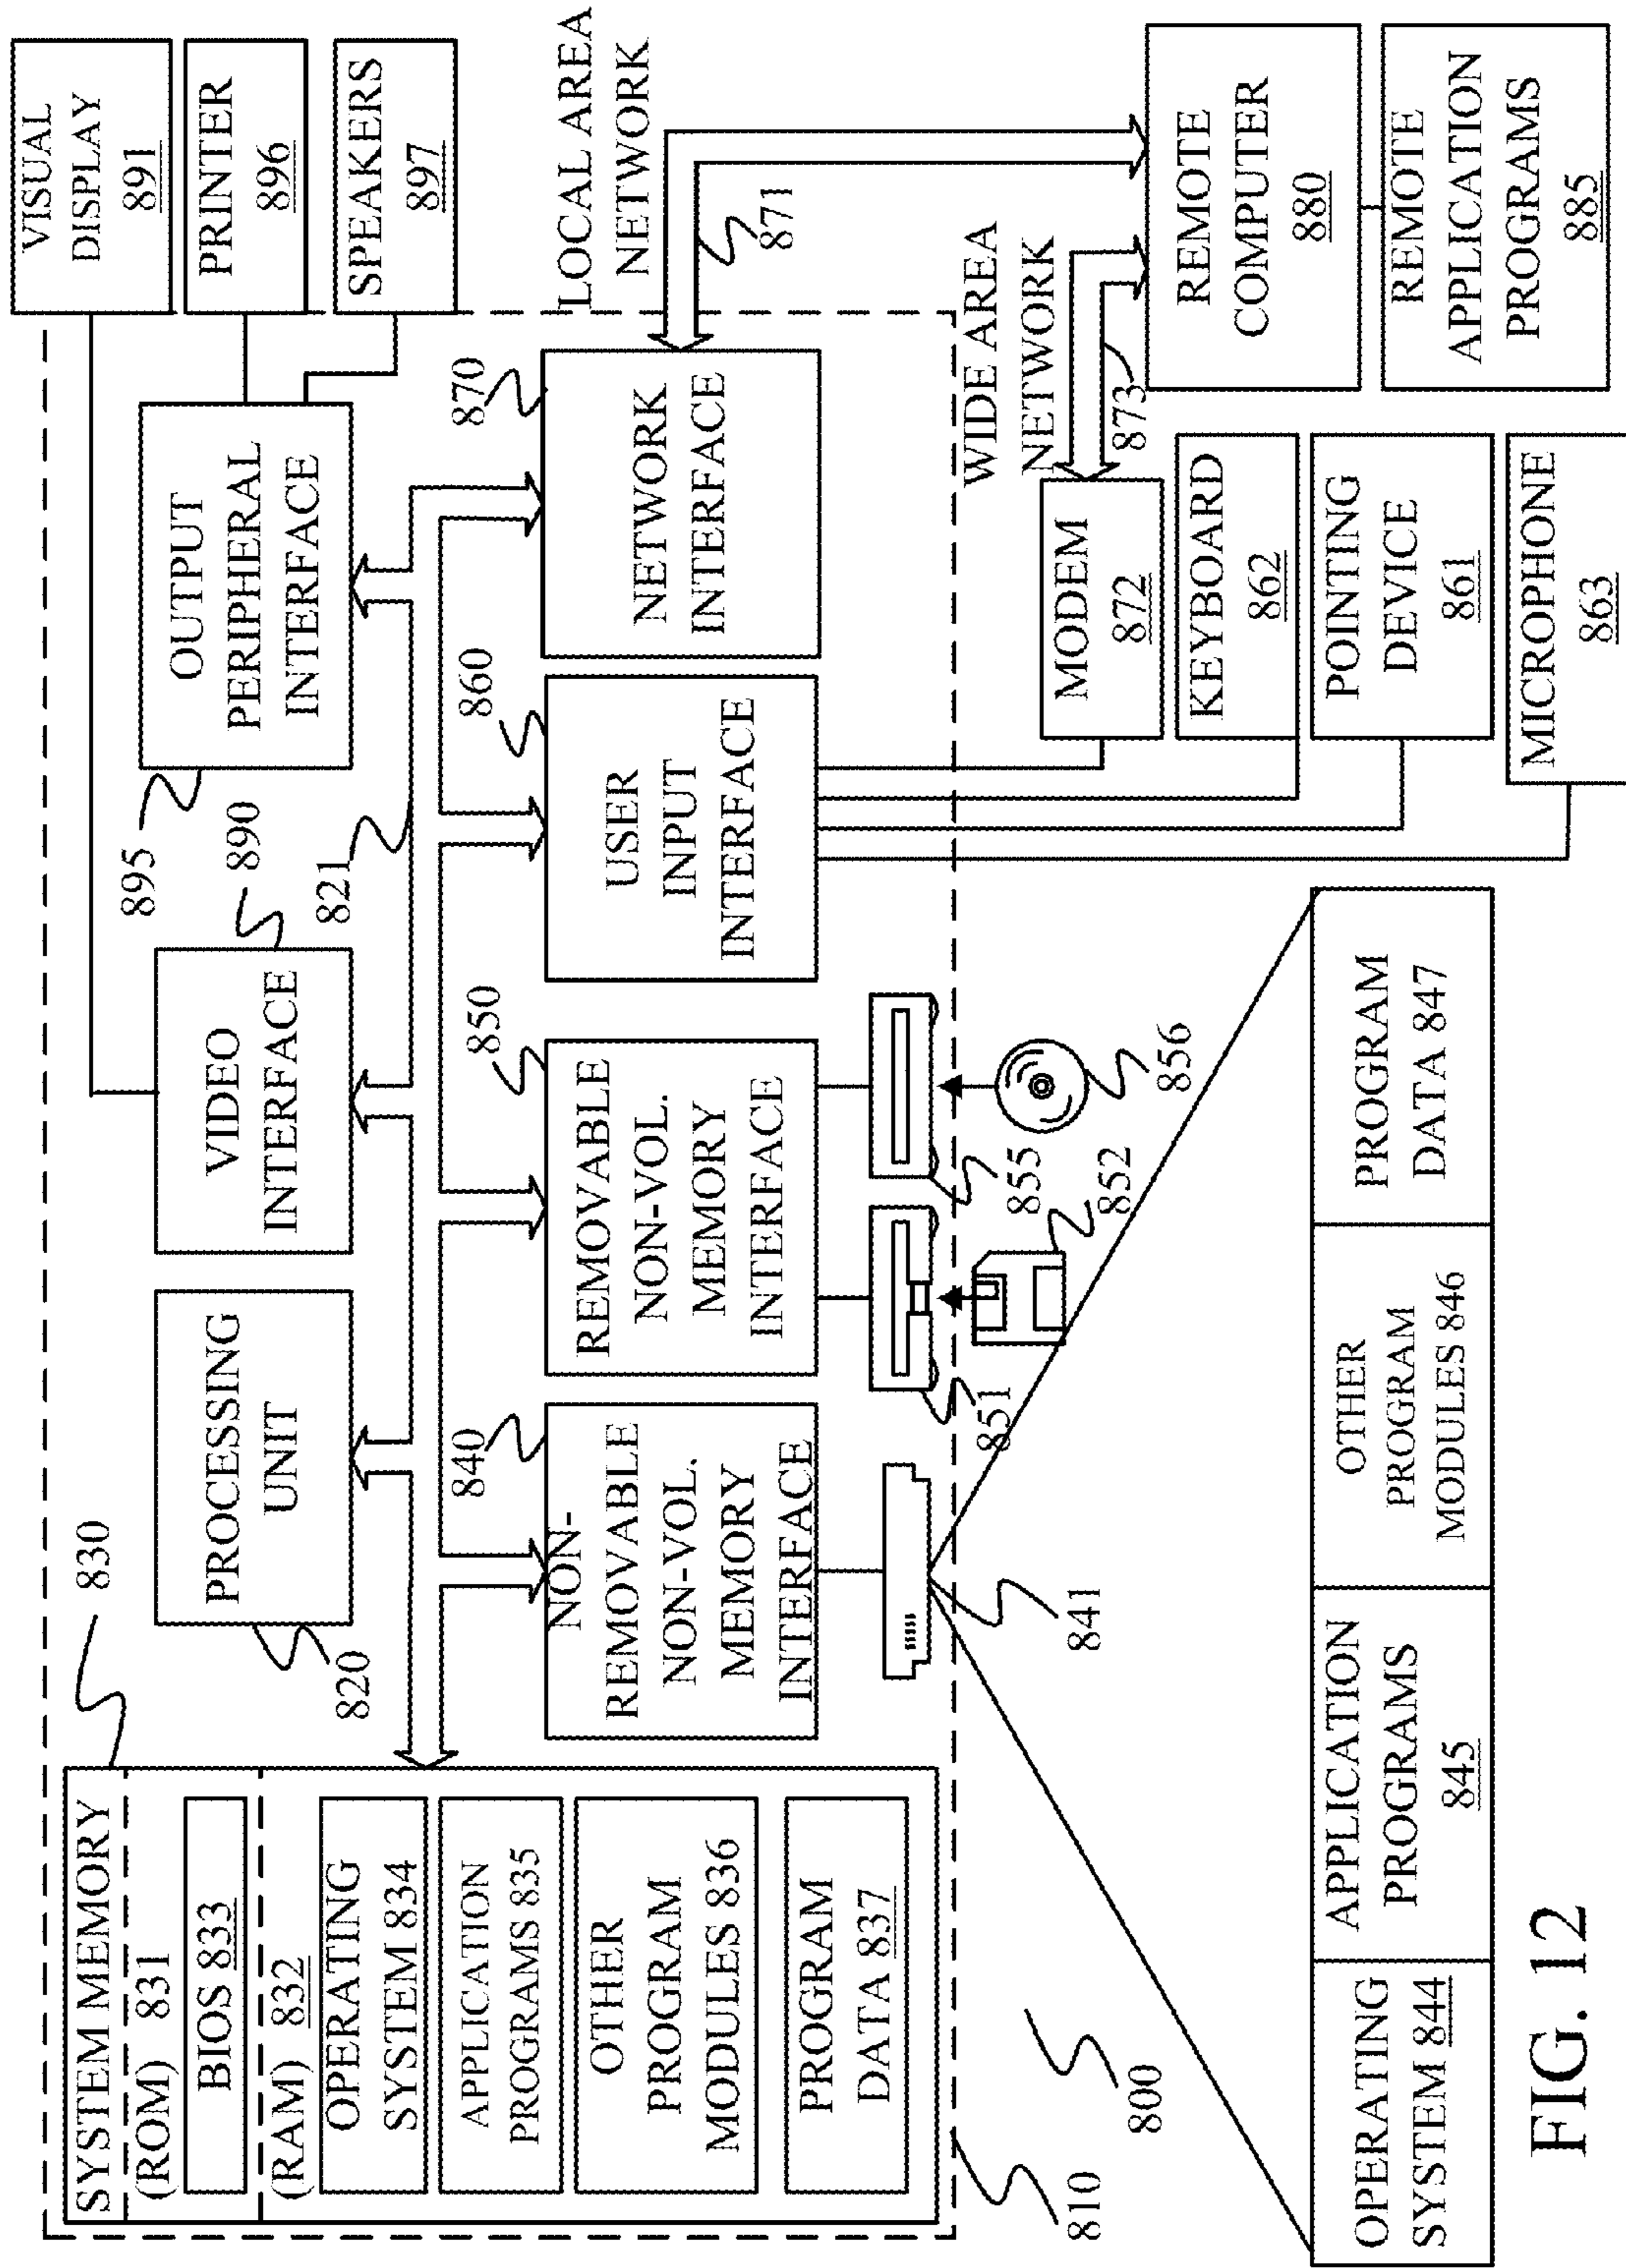 SYSTEM MEMORY
(ROM) 831
BIOS 833
(RAM) 832
OPERATING
SYSTEM 834
APPLICATION
PROGRAMS 835
OTHER
PROGRAM
MODULES 836
PROGRAM
DATA 837
830
820
PROCESSING
UNIT
VIDEO
INTERFACE
890
821
895
OUTPUT
PERIPHERAL
INTERFACE
VISUAL
DISPLAY
891
PRINTER
896
SPEAKERS
897
840
NON-
REMOVABLE
NON-VOL.
MEMORY
INTERFACE
850
REMOVABLE
NON-VOL.
MEMORY
INTERFACE
860
USER
INPUT
INTERFACE
870
NETWORK
INTERFACE
LOCAL AREA
NETWORK
871
841
851
852
855
856
WIDE AREA
NETWORK
873
MODEM
872
KEYBOARD
862
POINTING
DEVICE
861
MICROPHONE
863
REMOTE
COMPUTER
880
REMOTE
APPLICATION
PROGRAMS
885
810
800
OPERATING
SYSTEM 844
APPLICATION
PROGRAMS
845
OTHER
PROGRAM
MODULES 846
PROGRAM
DATA 847
FIG. 12